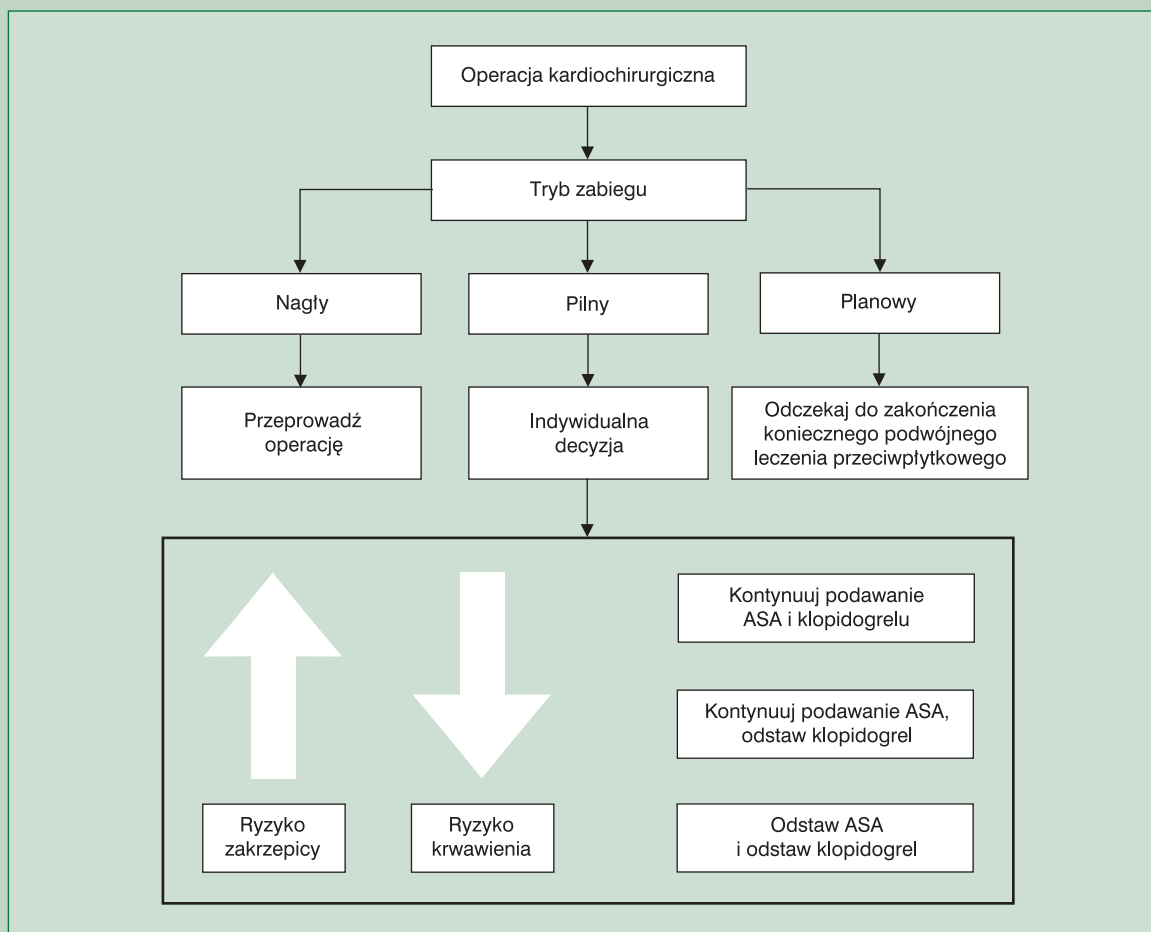 Operacja kardiochirurgiczna
Tryb zabiegu
Nagły
Pilny
Planowy
Przeprowadź
operację
Indywidualna
decyzja
Odczekaj do zakończenia
koniecznego podwójnego
leczenia przeciwpłytkowego
Kontynuuj podawanie
ASA i klopidogrelu
Kontynuuj podawanie ASA,
odstaw klopidogrel
Ryzyko
zakrzepicy
Ryzyko
krwawienia
Odstaw ASA
i odstaw klopidogrel